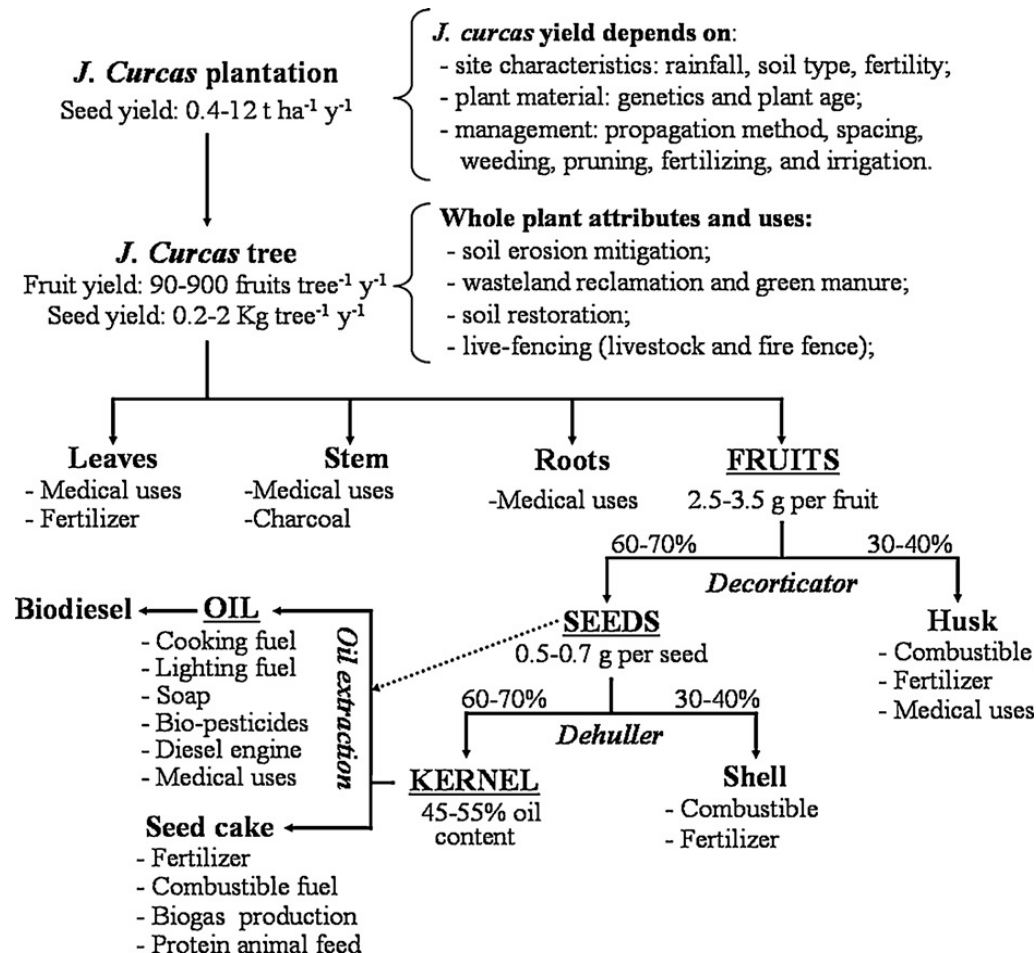 J. Curcas plantation
Seed yield: 0.4-12 t ha⁻¹ y⁻¹
J. curcas yield depends on:
- site characteristics: rainfall, soil type, fertility;
- plant material: genetics and plant age;
- management: propagation method, spacing,
weeding, pruning, fertilizing, and irrigation.
J. Curcas tree
Fruit yield: 90-900 fruits tree⁻¹ y⁻¹
Seed yield: 0.2-2 Kg tree⁻¹ y⁻¹
Whole plant attributes and uses:
- soil erosion mitigation;
- wasteland reclamation and green manure;
- soil restoration;
- live-fencing (livestock and fire fence);
Leaves
- Medical uses
- Fertilizer
Stem
-Medical uses
-Charcoal
Roots
-Medical uses
FRUITS
2.5-3.5 g per fruit
60-70%
30-40%
Decorticator
SEEDS
0.5-0.7 g per seed
Husk
- Combustible
- Fertilizer
- Medical uses
60-70%
30-40%
Dehuller
KERNEL
45-55% oil
content
Shell
- Combustible
- Fertilizer
Oil extraction
Biodiesel
OIL
- Cooking fuel
- Lighting fuel
- Soap
- Bio-pesticides
- Diesel engine
- Medical uses
Seed cake
- Fertilizer
- Combustible fuel
- Biogas production
- Protein animal feed